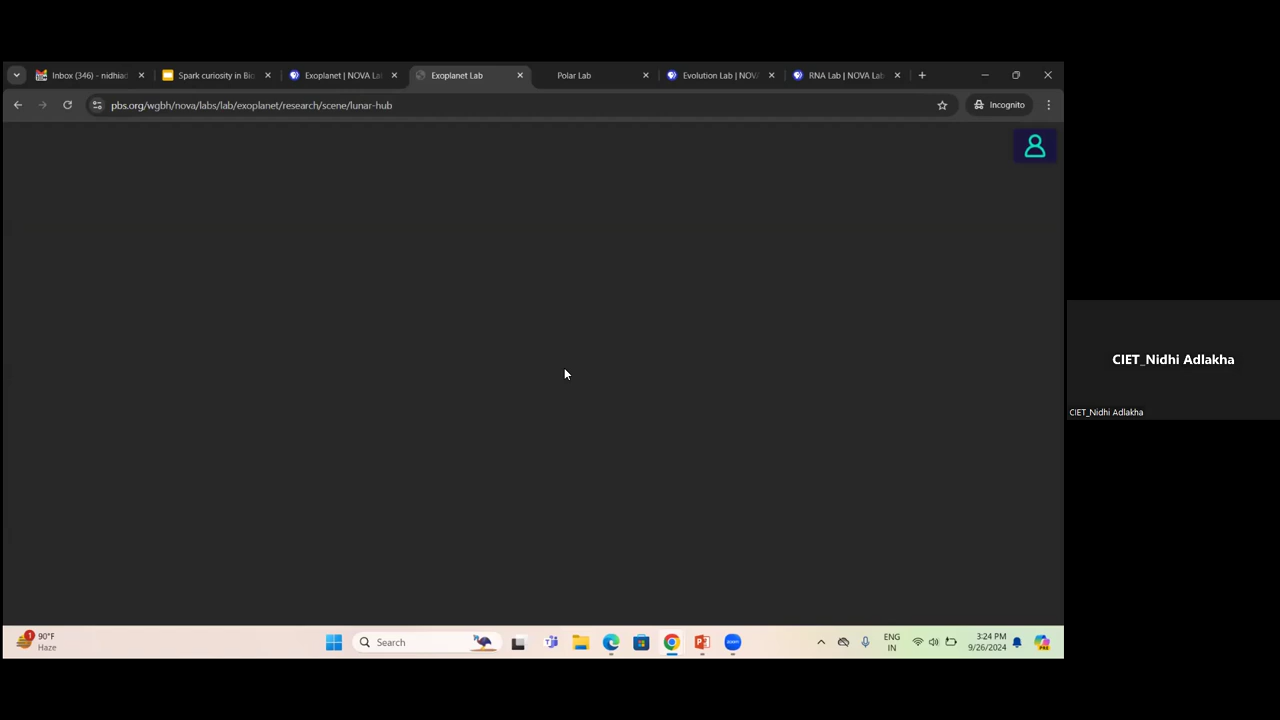 Inbox (346) - nidhiad
Spark curiosity in Bio
Exoplanet | NOVA La
Exoplanet Lab
Polar Lab
Evolution Lab | NOV
RNA Lab | NOVA Lab
pbs.org/wgbh/nova/labs/lab/exoplanet/research/scene/lunar-hub
Incognito
CIET_Nidhi Adlakha
CIET_Nidhi Adlakha
1
90°F
Haze
Search
ENG
IN
3:24 PM
9/26/2024